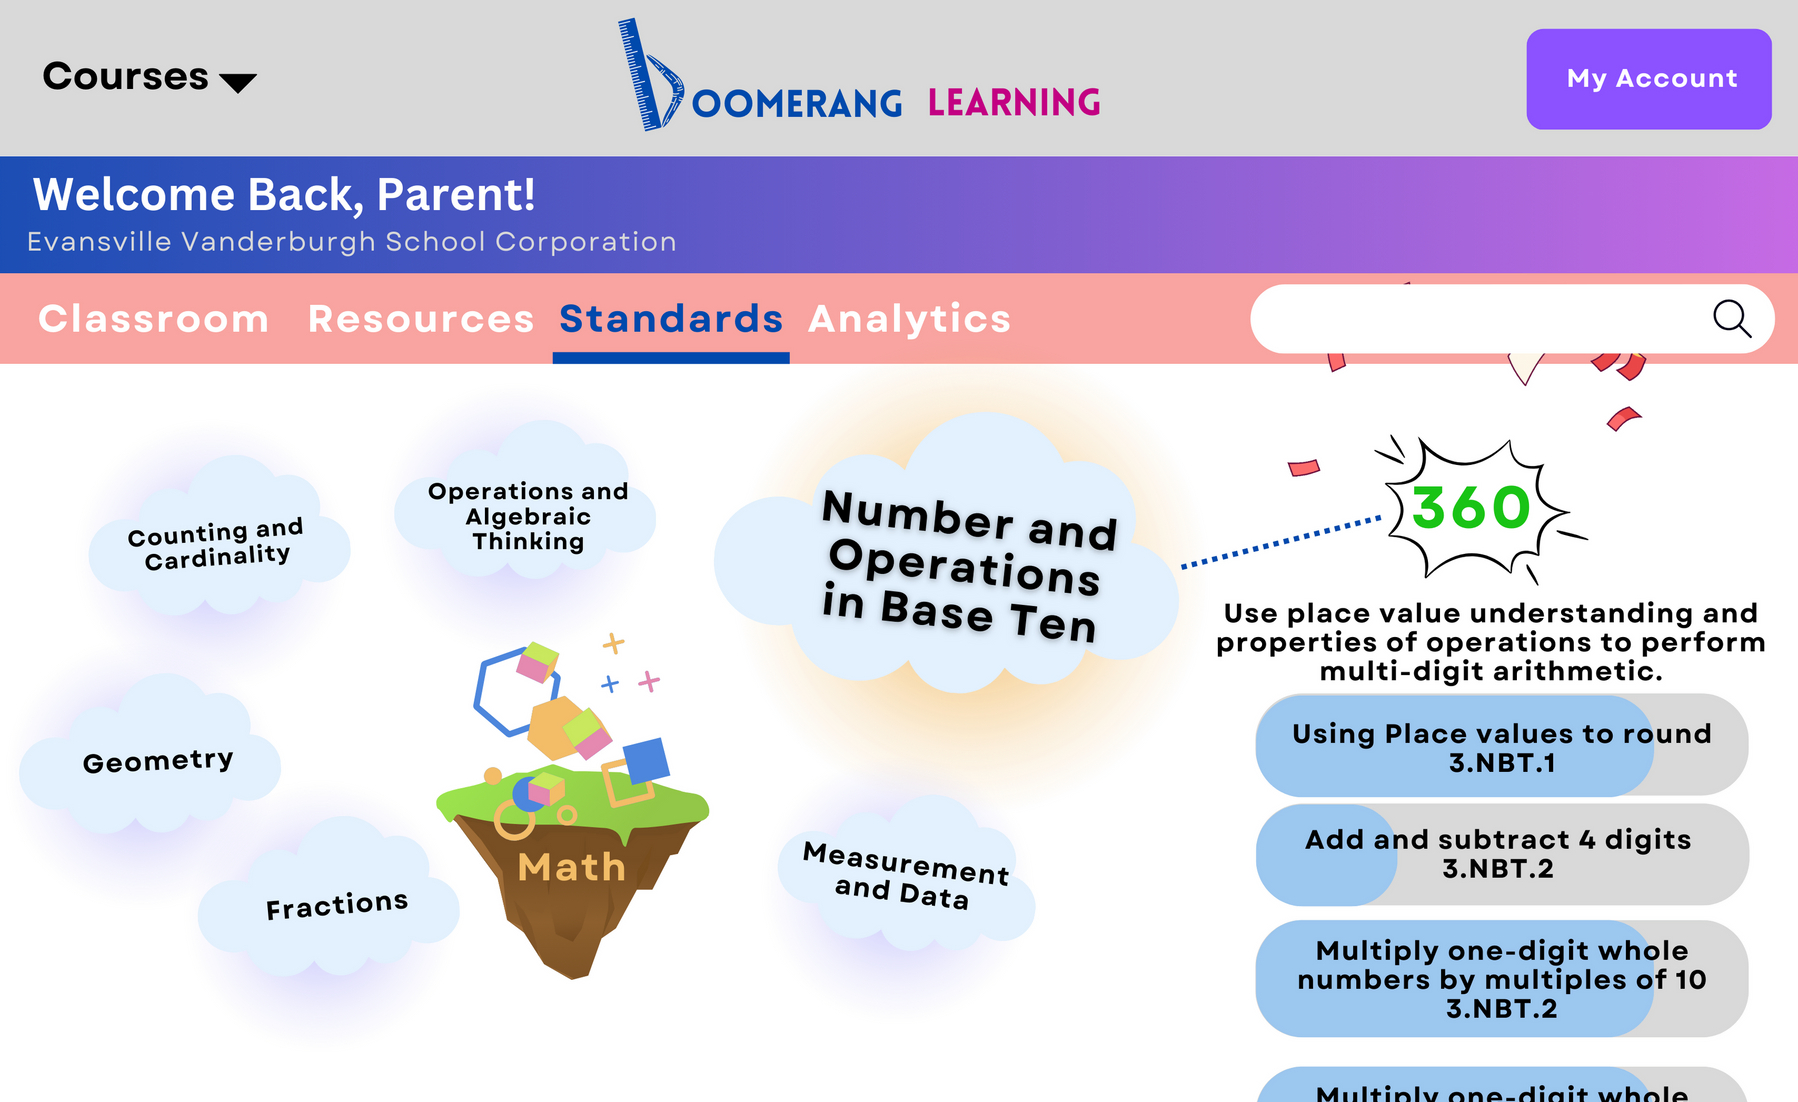 Courses
bOOMERANG LEARNING
My Account
Welcome Back, Parent!
Evansville Vanderburgh School Corporation
Classroom Resources Standards Analytics
Counting and
Cardinality
Operations and
Algebraic
Thinking
Number and
Operations
in Base Ten
360
Use place value understanding and
properties of operations to perform
multi-digit arithmetic.
Geometry
Fractions
Math
Measurement
and Data
Using Place values to round
3.NBT.1
Add and subtract 4 digits
3.NBT.2
Multiply one-digit whole
numbers by multiples of 10
3.NBT.2
Multiply one-digit whole